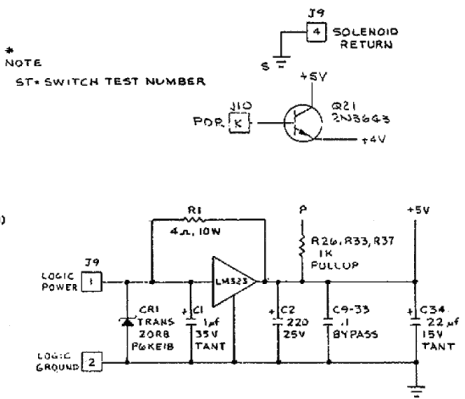 J9
4
SOLENOID
RETURN
S
*
NOTE
ST= SWITCH TEST NUMBER
+5V
J10
POR
K
Q21
2N3643
+4V
R1
4Ω, 10W
P
+5V
R26, R33, R37
1K
PULLUP
J9
LOGIC
POWER
1
LM323
CR1
TRANS
ZORB
P6KE18
+
C1
1µf
35V
TANT
+
C2
220
25V
C9-33
.1
BYPASS
+
C34
22 µf
15V
TANT
LOGIC
GROUND
2